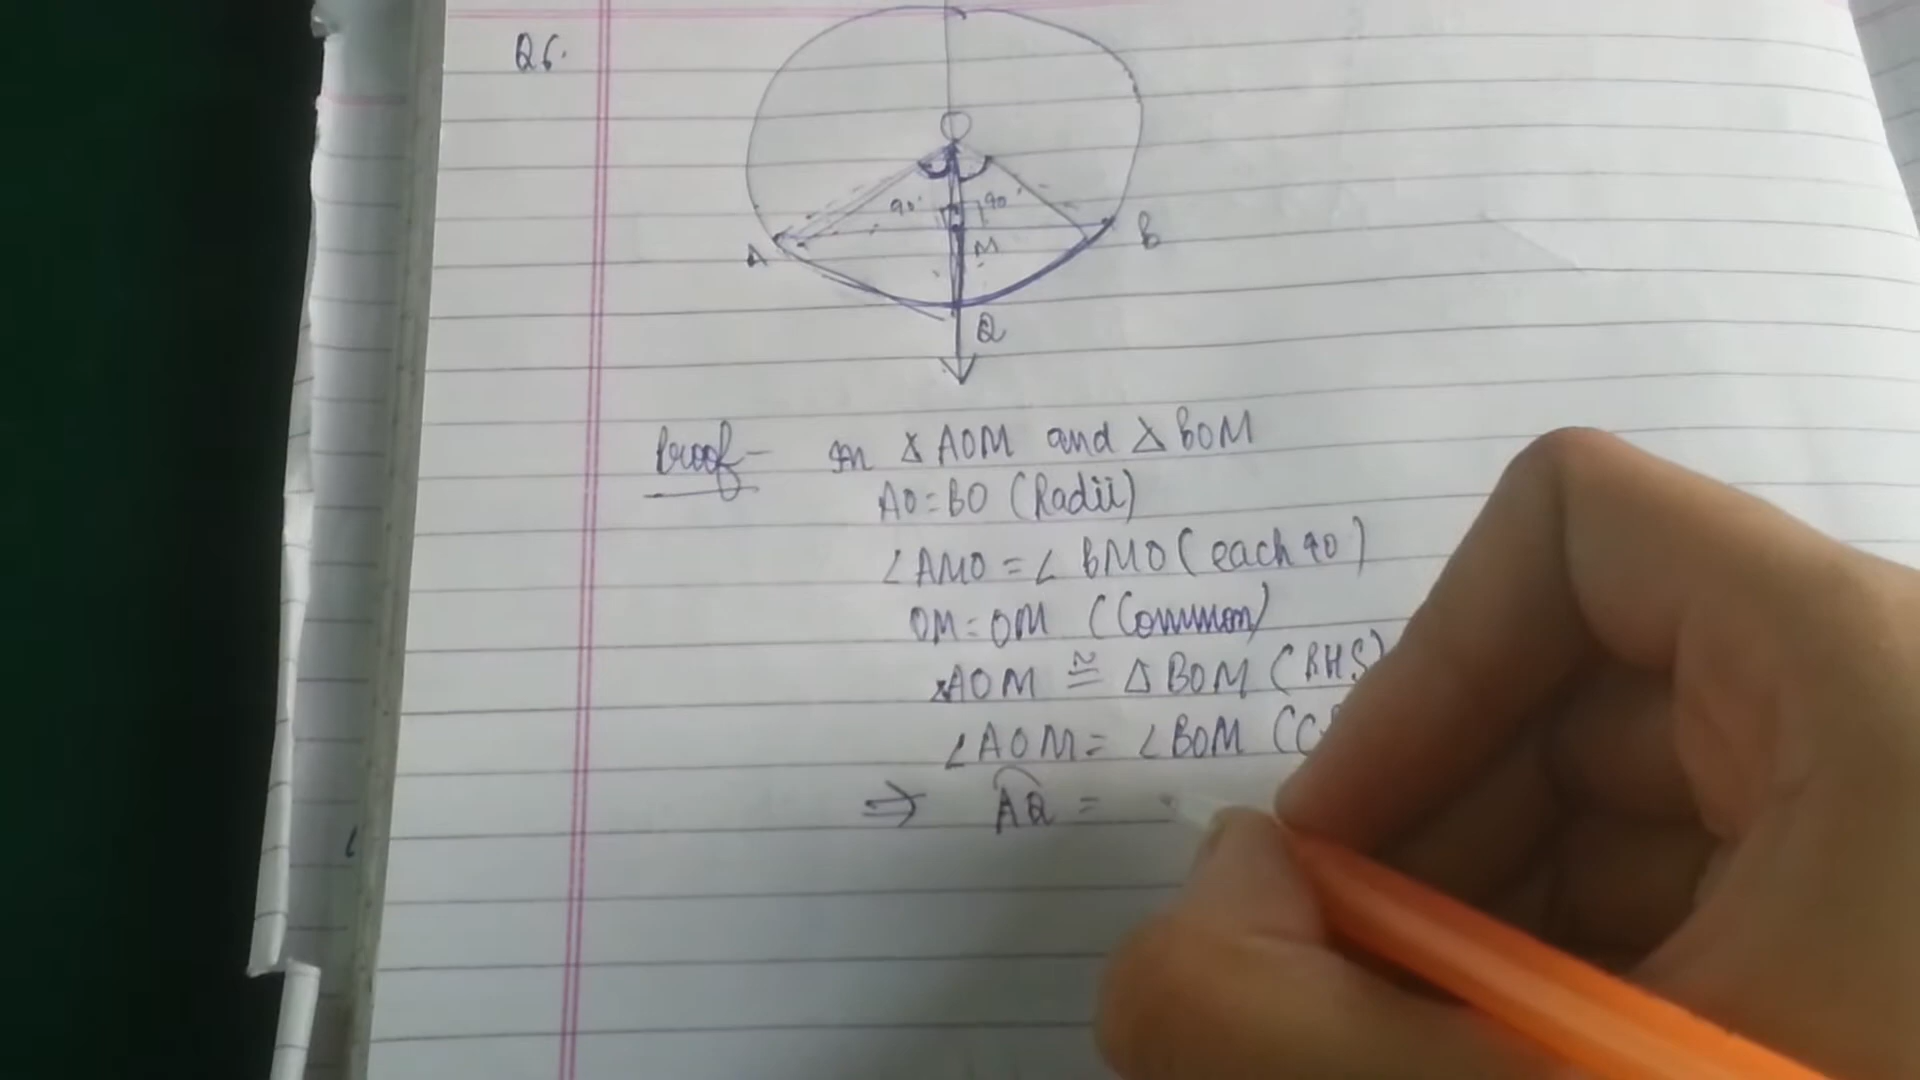 Q6.
O
90° 90°
A M B
Q
Proof- In △AOM and △BOM
AO=BO (Radii)
∠AMO = ∠BMO (each 90)
OM=OM (Common)
△AOM ≅ △BOM (RHS)
∠AOM = ∠BOM (C
⇒ AQ =